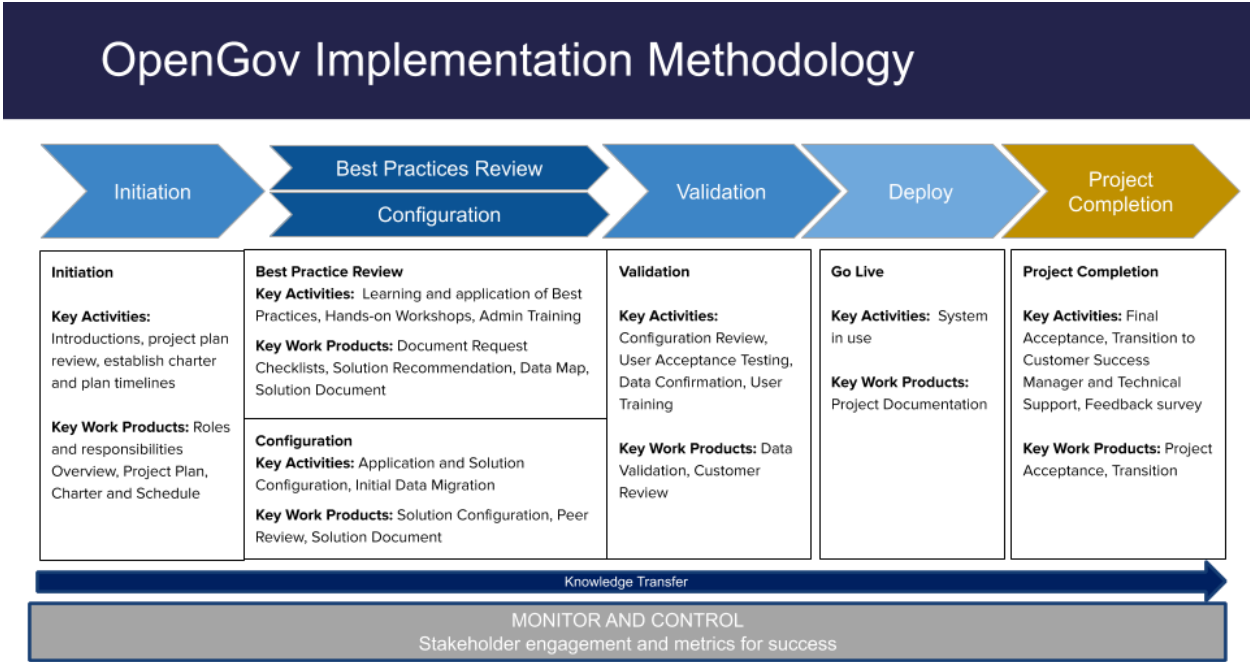 OpenGov Implementation Methodology
Initiation
Best Practices Review
Configuration
Validation
Deploy
Project
Completion
Initiation
Key Activities:
Introductions, project plan
review, establish charter
and plan timelines
Key Work Products: Roles
and responsibilities
Overview, Project Plan,
Charter and Schedule
Best Practice Review
Key Activities: Learning and application of Best
Practices, Hands-on Workshops, Admin Training
Key Work Products: Document Request
Checklists, Solution Recommendation, Data Map,
Solution Document
Configuration
Key Activities: Application and Solution
Configuration, Initial Data Migration
Key Work Products: Solution Configuration, Peer
Review, Solution Document
Validation
Key Activities:
Configuration Review,
User Acceptance Testing,
Data Confirmation, User
Training
Key Work Products: Data
Validation, Customer
Review
Go Live
Key Activities: System
in use
Key Work Products:
Project Documentation
Project Completion
Key Activities: Final
Acceptance, Transition to
Customer Success
Manager and Technical
Support, Feedback survey
Key Work Products: Project
Acceptance, Transition
Knowledge Transfer
MONITOR AND CONTROL
Stakeholder engagement and metrics for success